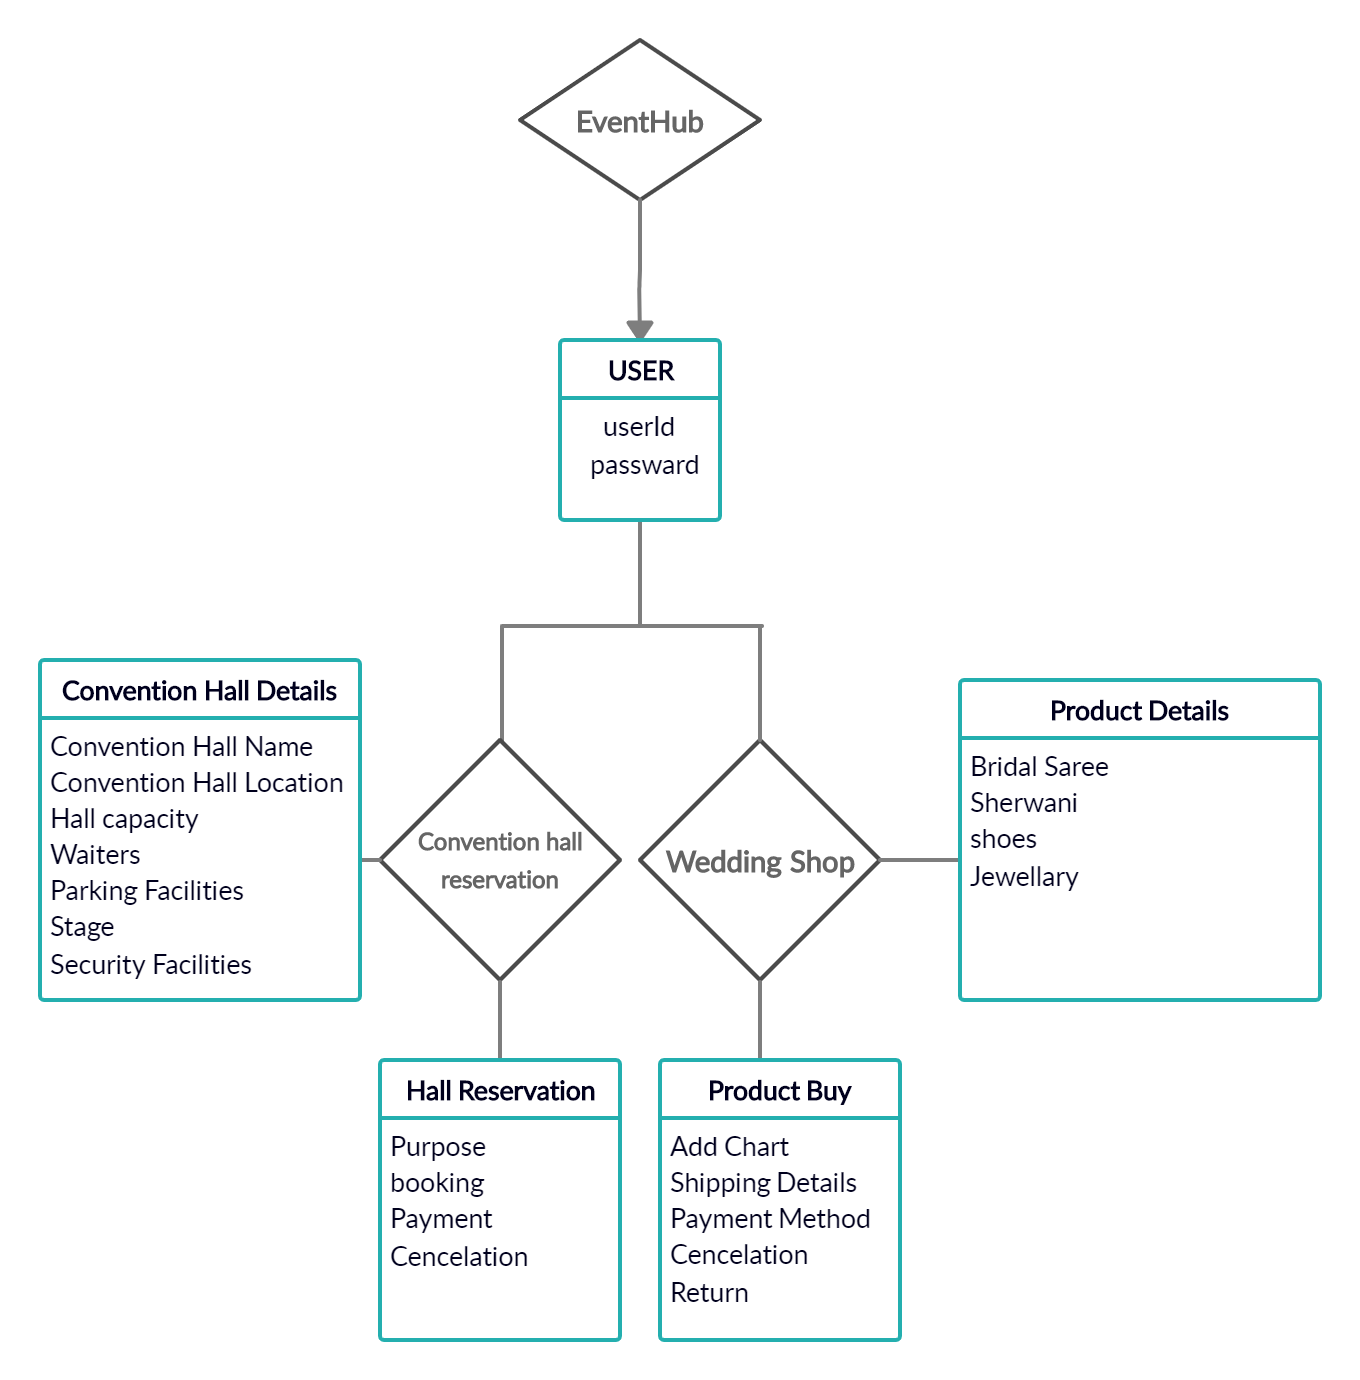 EventHub
USER
userId
passward
Convention Hall Details
Convention Hall Name
Convention Hall Location
Hall capacity
Waiters
Parking Facilities
Stage
Security Facilities
Convention hall
reservation
Wedding Shop
Product Details
Bridal Saree
Sherwani
shoes
Jewellary
Hall Reservation
Purpose
booking
Payment
Cencelation
Product Buy
Add Chart
Shipping Details
Payment Method
Cencelation
Return